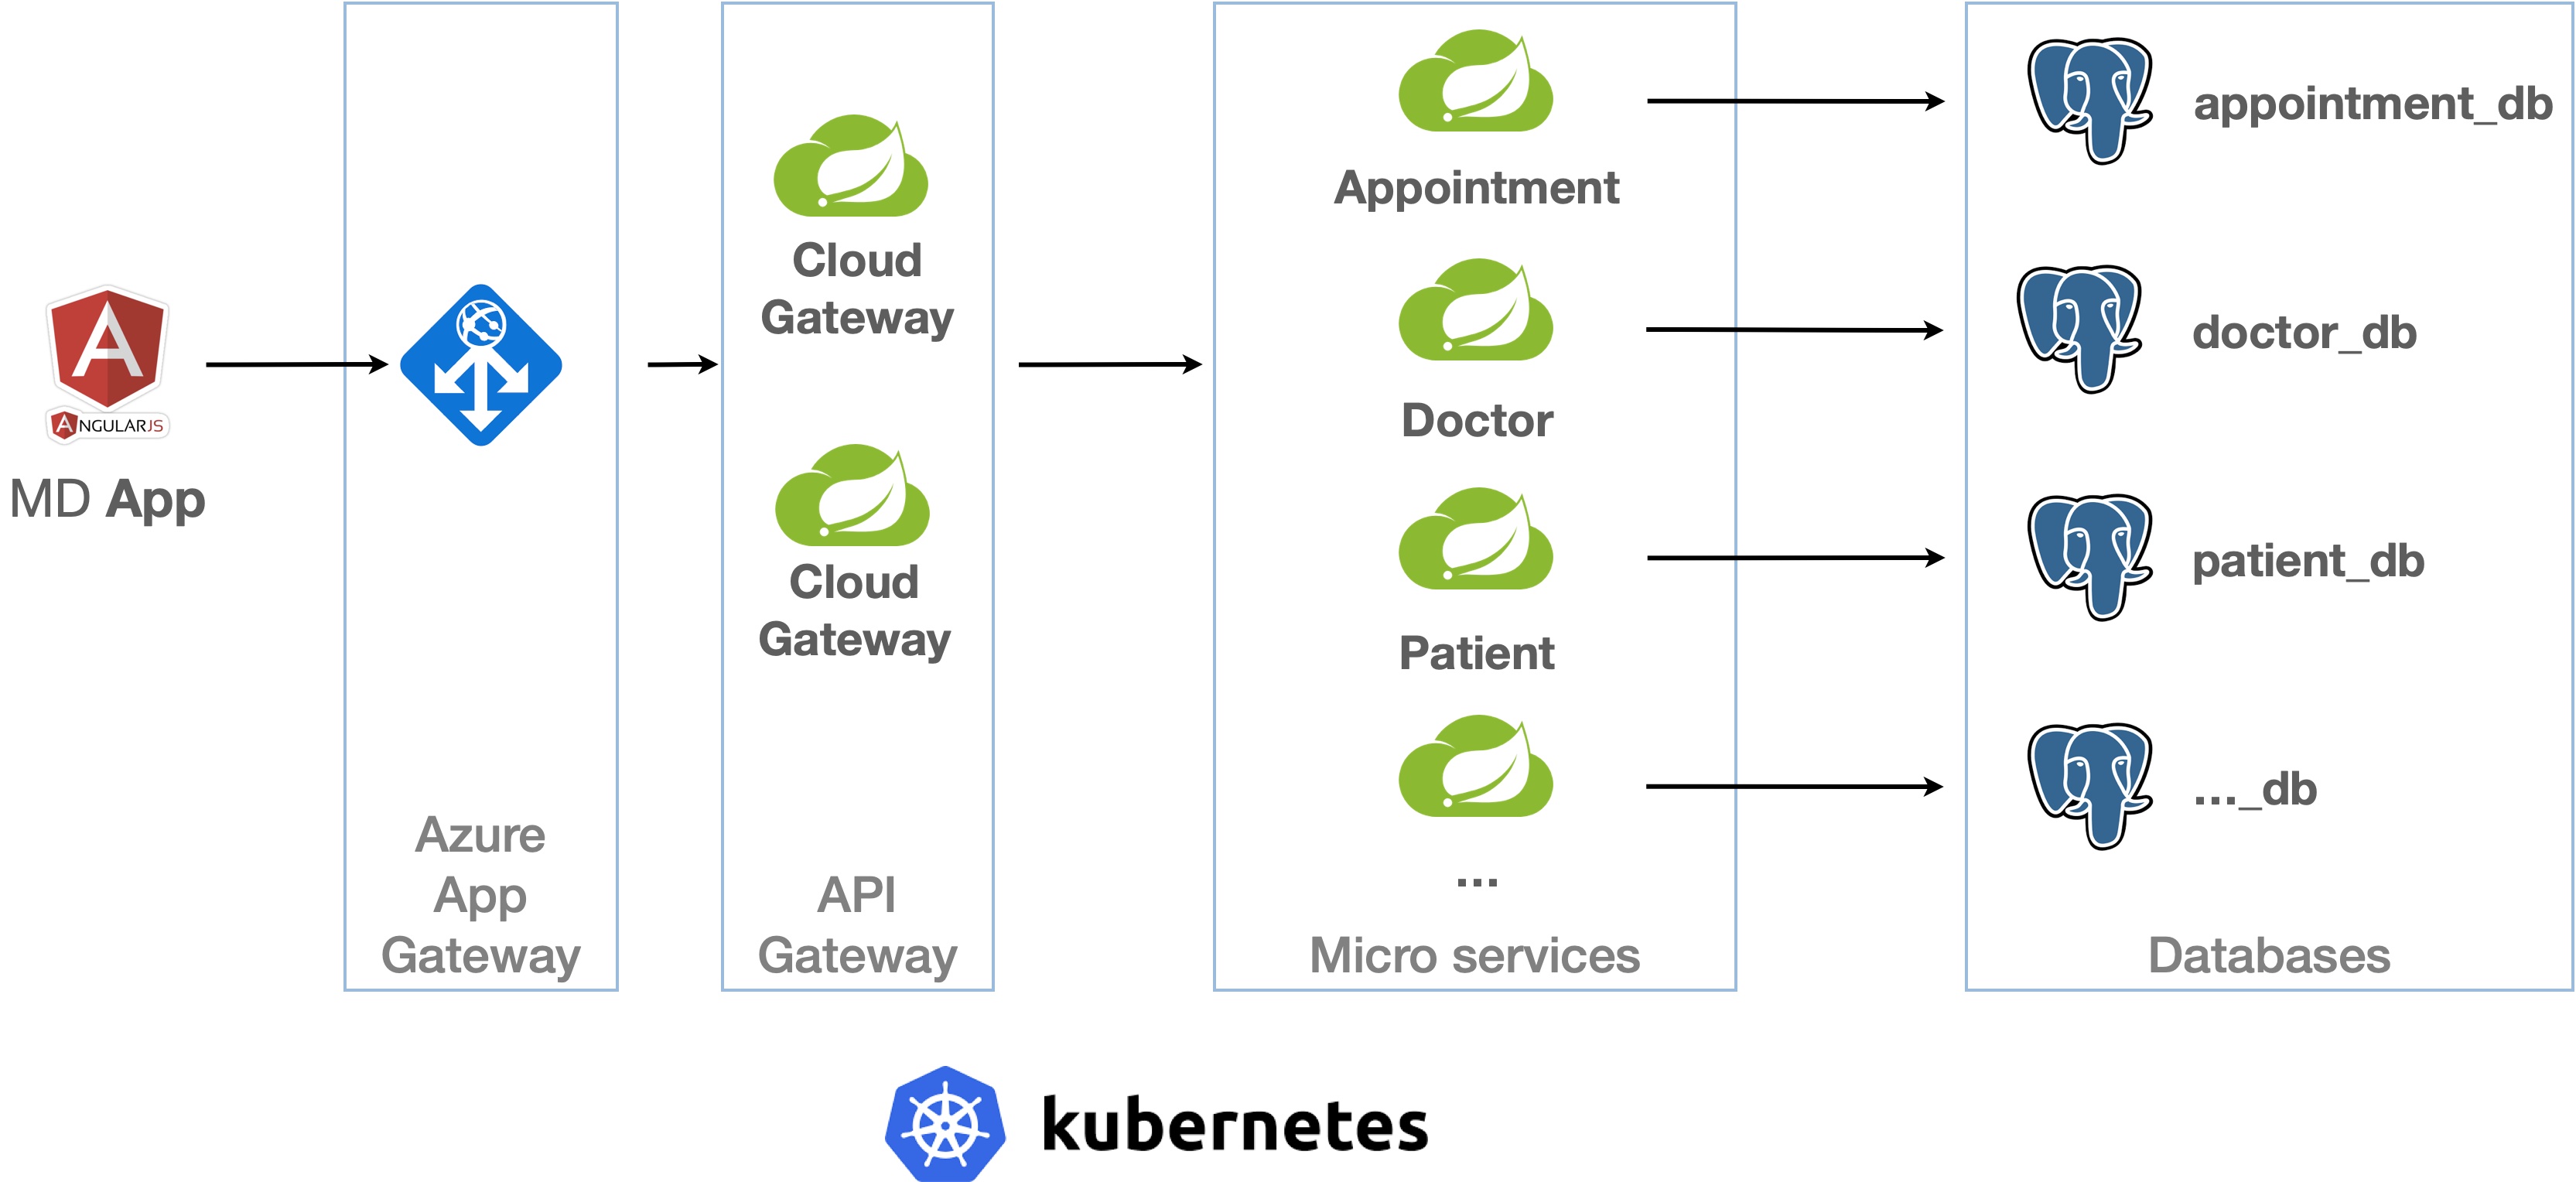 ANGULARJS
MD App
Azure
App
Gateway
Cloud
Gateway
Cloud
Gateway
API
Gateway
Appointment
Doctor
Patient
...
Micro services
appointment_db
doctor_db
patient_db
..._db
Databases
kubernetes